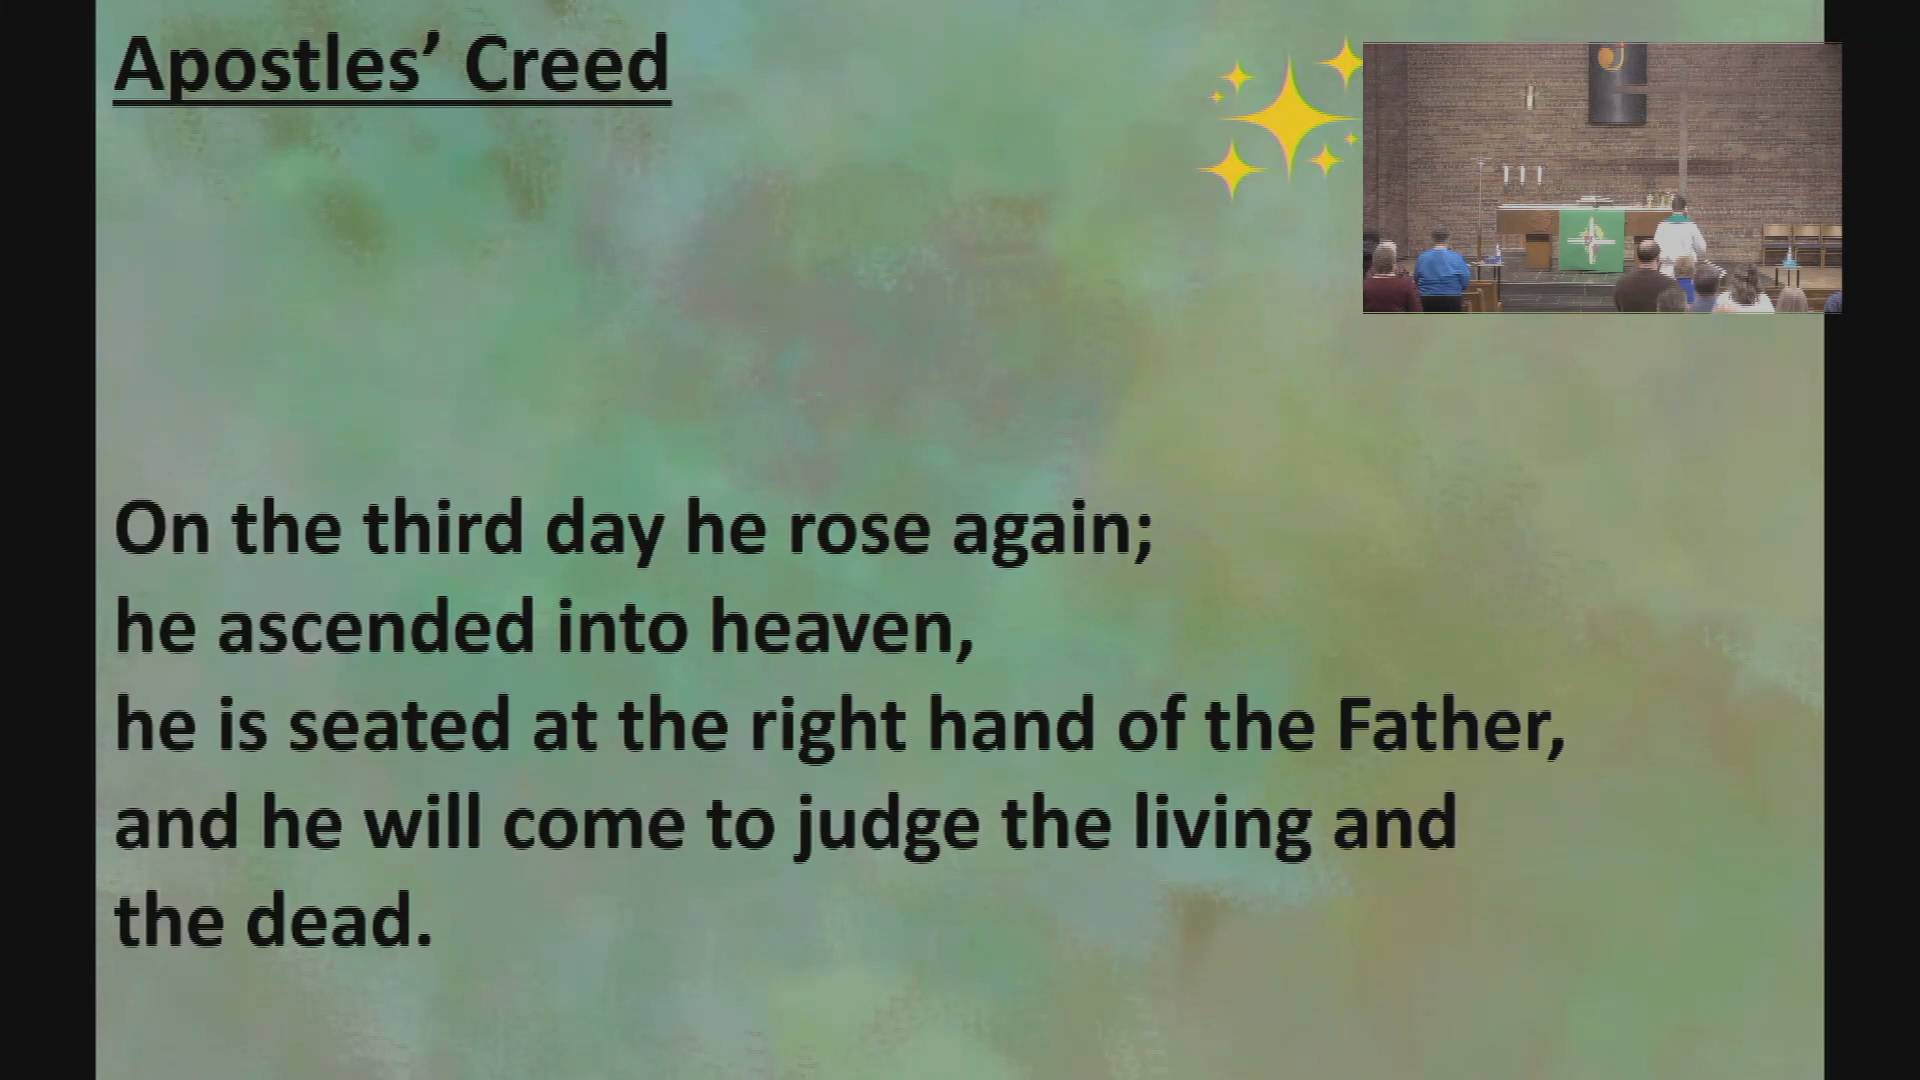 Apostles’ Creed
On the third day he rose again;
he ascended into heaven,
he is seated at the right hand of the Father,
and he will come to judge the living and
the dead.